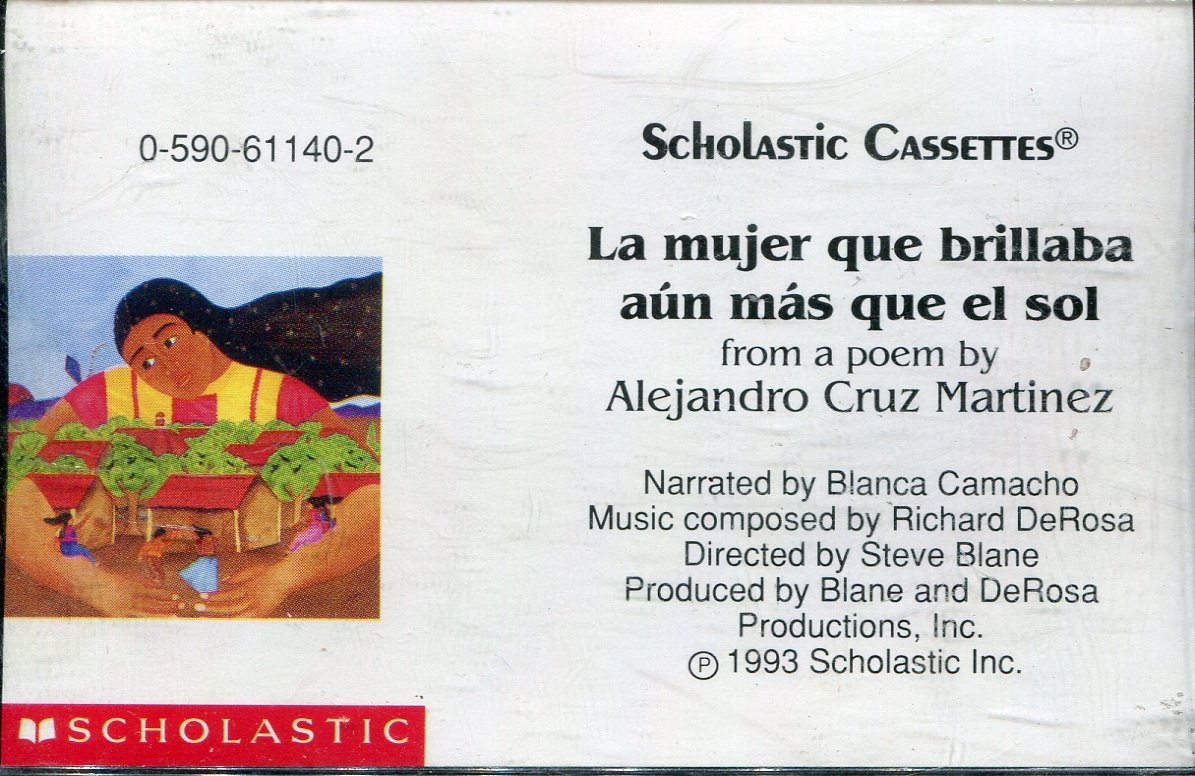 0-590-61140-2
SCHOLASTIC CASSETTES®
La mujer que brillaba
aún más que el sol
from a poem by
Alejandro Cruz Martinez
Narrated by Blanca Camacho
Music composed by Richard DeRosa
Directed by Steve Blane
Produced by Blane and DeRosa
Productions, Inc.
℗ 1993 Scholastic Inc.
SCHOLASTIC